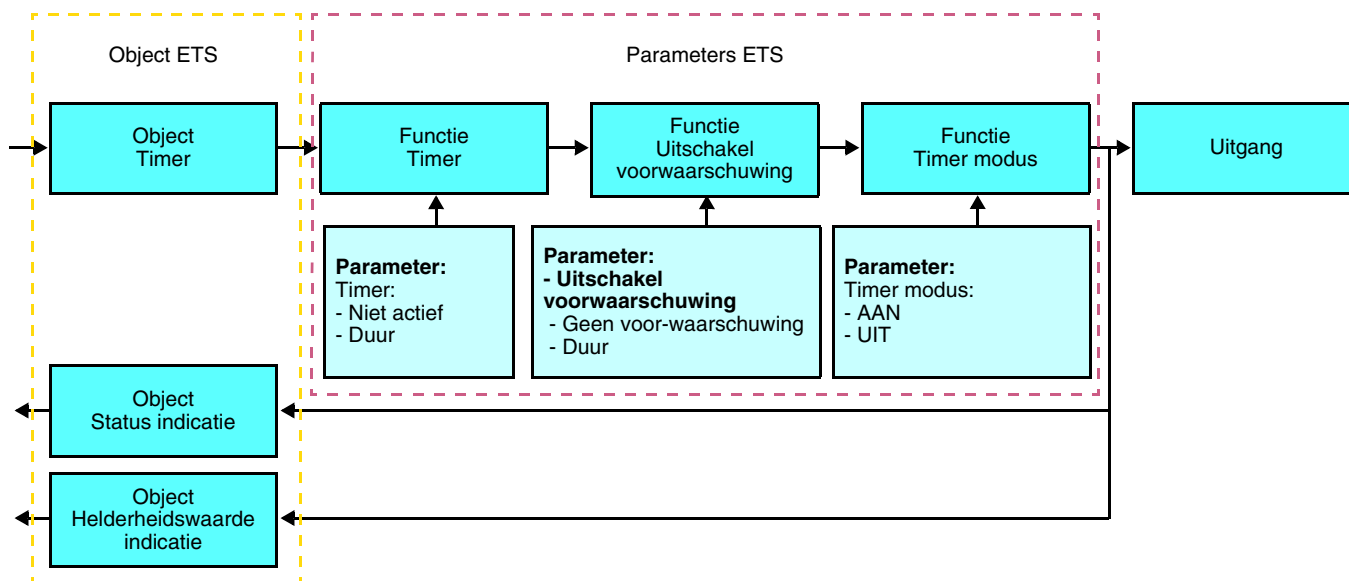 Object ETS
Parameters ETS
Object
Timer
Functie
Timer
Functie
Uitschakel
voorwaarschuwing
Functie
Timer modus
Uitgang
Parameter:
Timer:
- Niet actief
- Duur
Parameter:
- Uitschakel
voorwaarschuwing
- Geen voor-waarschuwing
- Duur
Parameter:
Timer modus:
- AAN
- UIT
Object
Status indicatie
Object
Helderheidswaarde
indicatie